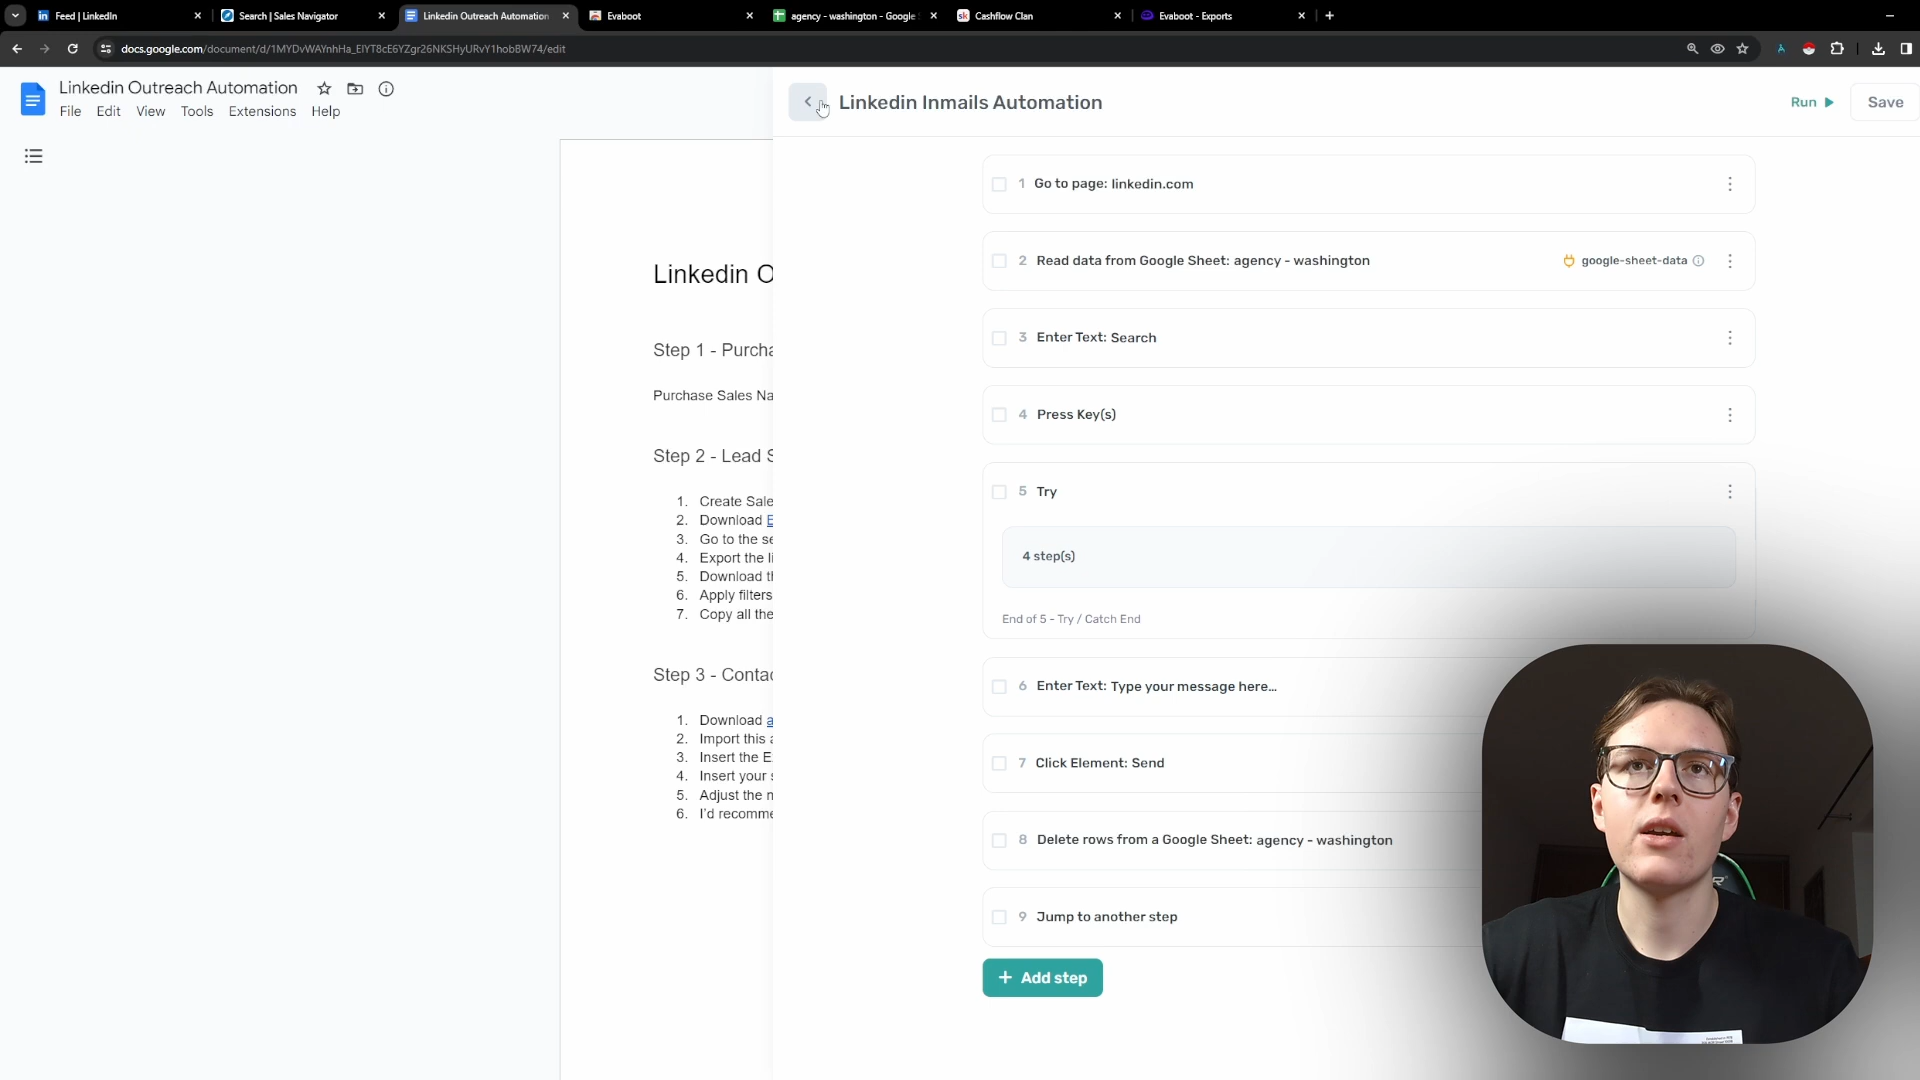 Feed | LinkedIn
Search | Sales Navigator
Linkedin Outreach Automation
Evaboot
agency - washington - Google
Cashflow Clan
Evaboot - Exports
docs.google.com/document/d/1MYDvWAYnhHa_EIYT8cE6YZgr26NKSHyURvY1hobBW74/edit
Linkedin Outreach Automation
File Edit View Tools Extensions Help
Linkedin O
Step 1 - Purcha
Purchase Sales Na
Step 2 - Lead S
1. Create Sale
2. Download E
3. Go to the se
4. Export the li
5. Download th
6. Apply filters
7. Copy all the
Step 3 - Contac
1. Download a
2. Import this a
3. Insert the E
4. Insert your s
5. Adjust the m
6. I'd recomme
Linkedin Inmails Automation
Run
Save
1 Go to page: linkedin.com
2 Read data from Google Sheet: agency - washington
google-sheet-data
3 Enter Text: Search
4 Press Key(s)
5 Try
4 step(s)
End of 5 - Try / Catch End
6 Enter Text: Type your message here...
7 Click Element: Send
8 Delete rows from a Google Sheet: agency - washington
9 Jump to another step
+ Add step